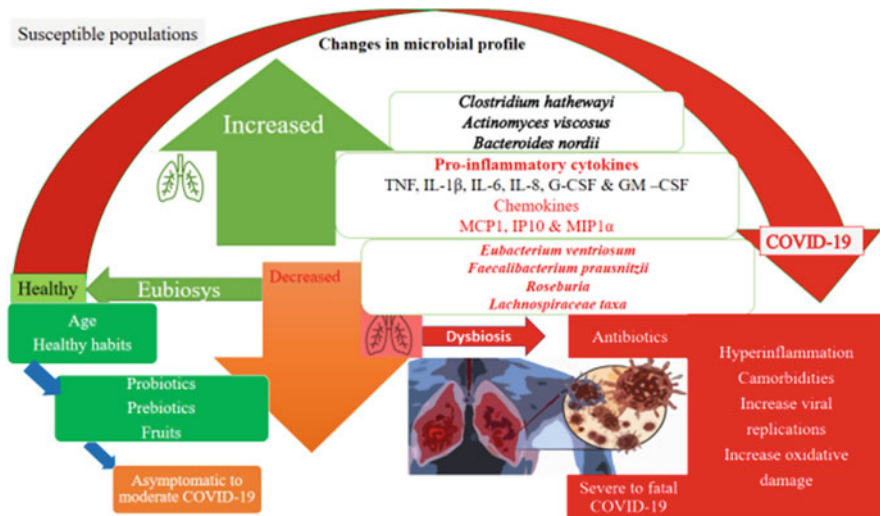 Susceptible populations
Changes in microbial profile
Increased
Clostridium hathewayi
Actinomyces viscosus
Bacteroides nordii
Pro-inflammatory cytokines
TNF, IL-1β, IL-6, IL-8, G-CSF & GM –CSF
Chemokines
MCP1, IP10 & MIP1α
COVID-19
Eubacterium ventriosum
Faecalibacterium prausnitzii
Roseburia
Lachnospiraceae taxa
Healthy
Eubiosys
Decreased
Age
Healthy habits
Dysbiosis
Antibiotics
Probiotics
Prebiotics
Fruits
Hyperinflammation
Camorbidities
Increase viral
replications
Increase oxidative
damage
Asymptomatic to
moderate COVID-19
Severe to fatal
COVID-19